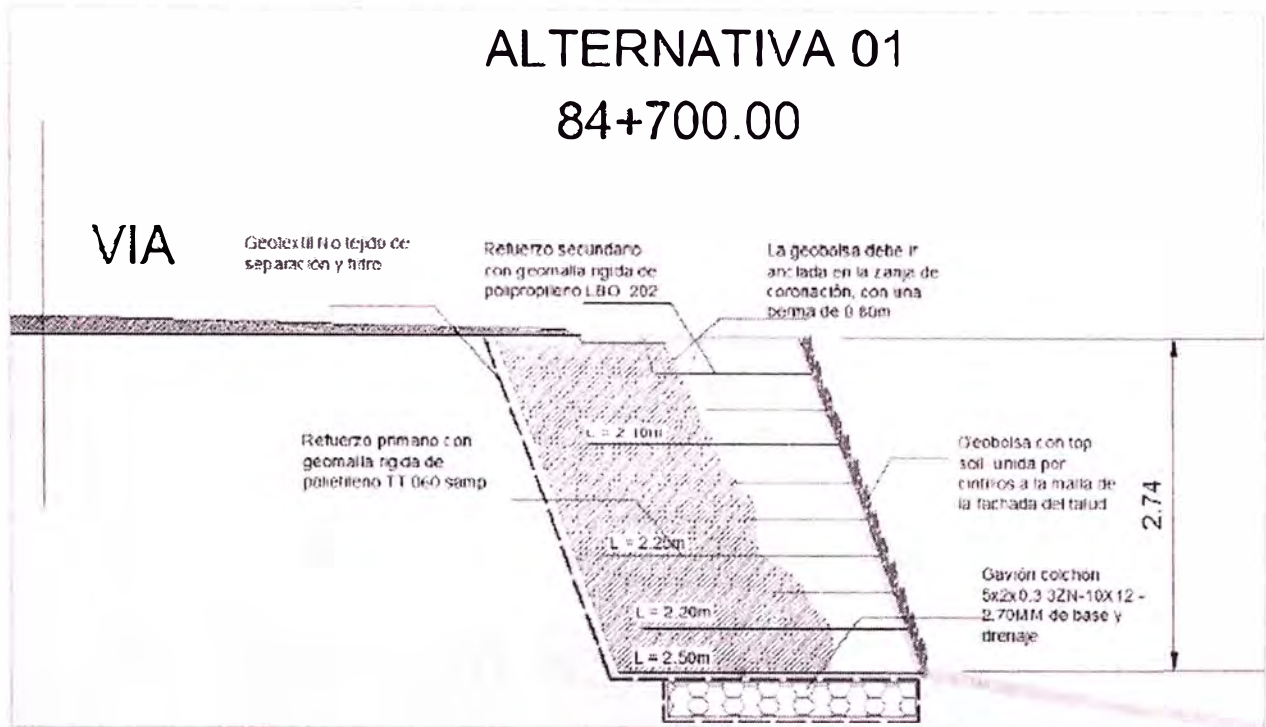 ALTERNATIVA 01
84+700.00
VIA
Geotextil No tejido de
separación y filtro
Refuerzo secundario
con geomalla rigida de
polipropileno LBO 202
La geobolsa debe ir
anclada en la zanja de
coronación, con una
berma de 0.80m
Refuerzo primario con
geomalla rigida de
polietileno TT 060 samp
L = 2.10m
L = 2.20m
L = 2.20m
L = 2.50m
Geobolsa con top
soil unida por
cintillos a la malla de
la fachada del talud
2.74
Gavión colchon
5x2x0.3 3ZN-10X12 -
2.70MM de base y
drenaje